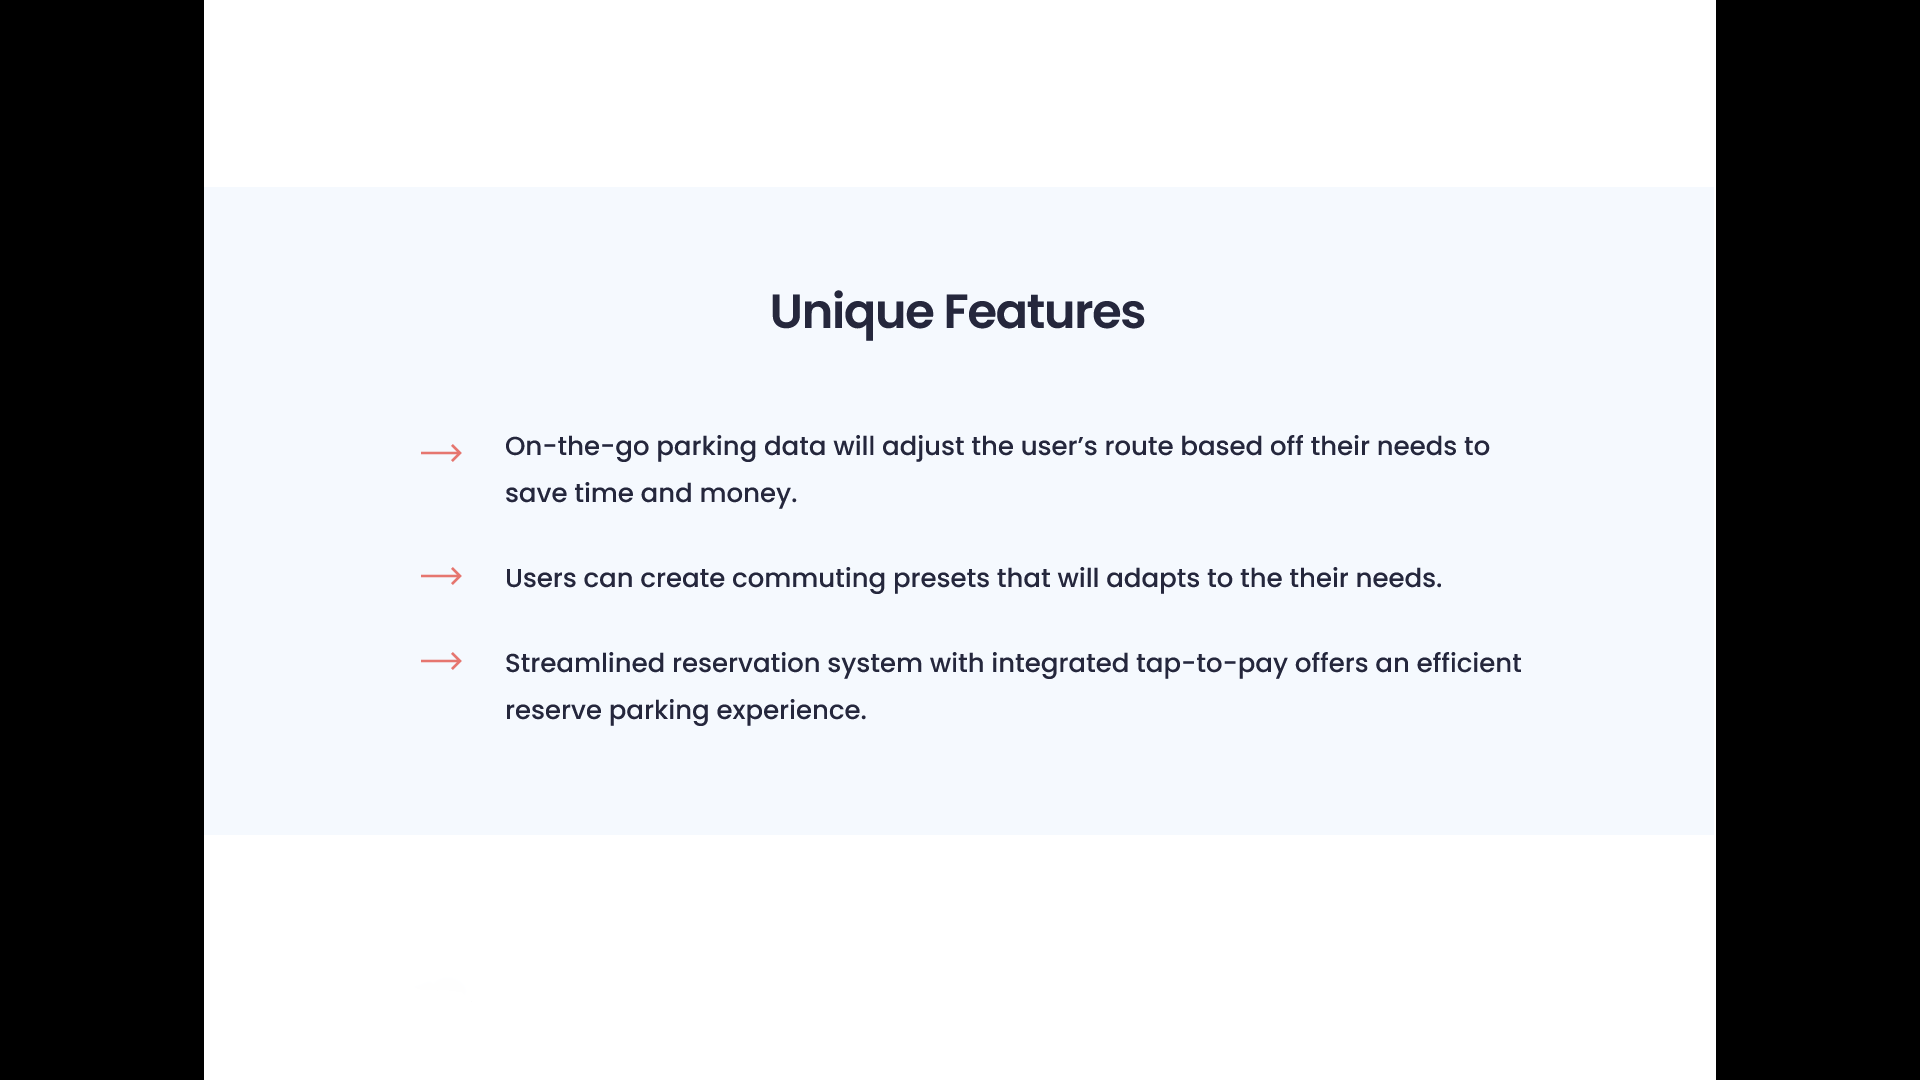 Unique Features
On-the-go parking data will adjust the user’s route based off their needs to
save time and money.
Users can create commuting presets that will adapts to the their needs.
Streamlined reservation system with integrated tap-to-pay offers an efficient
reserve parking experience.